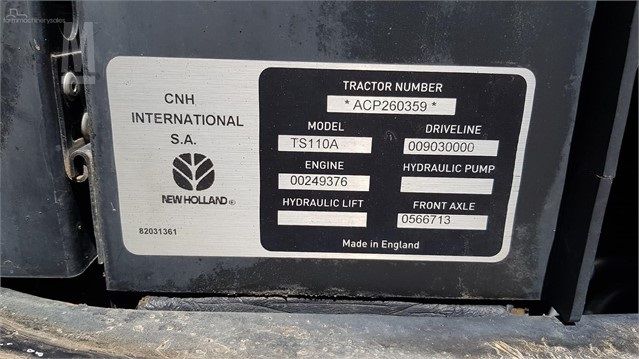 farmmachinerysales
CNH
INTERNATIONAL
S.A.
NEW HOLLAND ®
82031361
TRACTOR NUMBER
* ACP260359 *
MODEL
TS110A
DRIVELINE
009030000
ENGINE
00249376
HYDRAULIC PUMP
HYDRAULIC LIFT
FRONT AXLE
0566713
Made in England